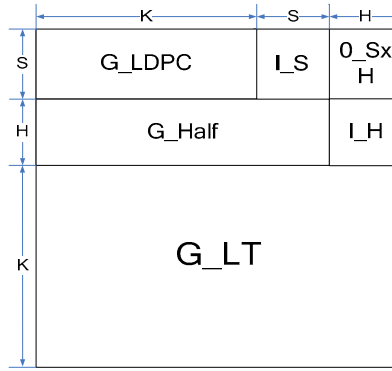 K S H
S G_LDPC I_S 0_Sx
H
H G_Half I_H
K G_LT